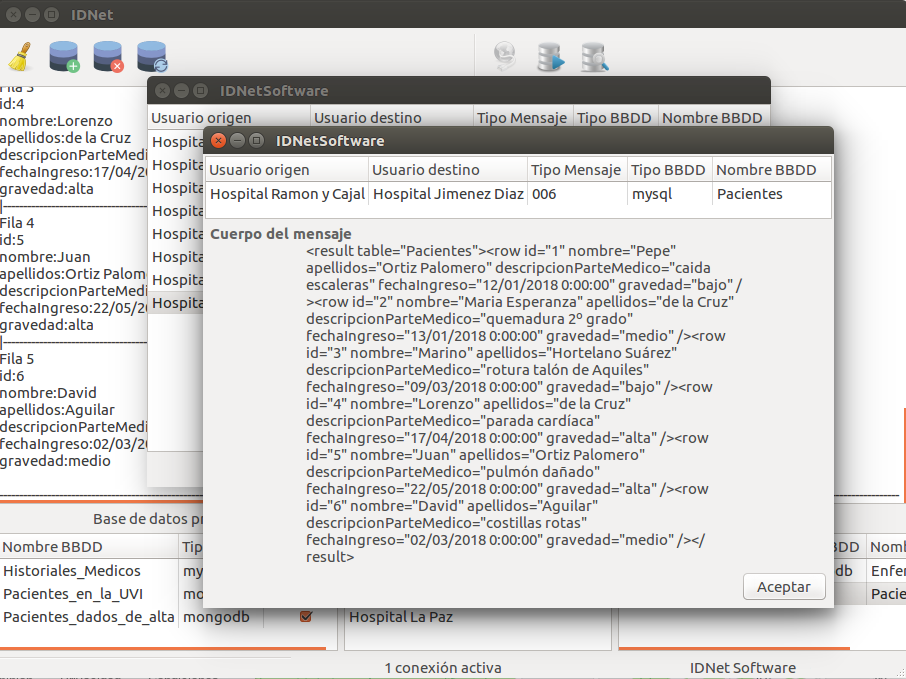 IDNet
Fila 3
id:4
nombre:Lorenzo
apellidos:de la Cruz
descripcionParteMedi
fechaIngreso:17/04/20
gravedad:alta
|-----------------------------------
Fila 4
id:5
nombre:Juan
apellidos:Ortiz Palom
descripcionParteMedi
fechaIngreso:22/05/20
gravedad:alta
|-----------------------------------
Fila 5
id:6
nombre:David
apellidos:Aguilar
descripcionParteMedi
fechaIngreso:02/03/20
gravedad:medio
IDNetSoftware
Usuario origen Usuario destino Tipo Mensaje Tipo BBDD Nombre BBDD
Hospita
Hospita
Hospita
Hospita
Hospita
Hospita
Hospita
Hospita
IDNetSoftware
Usuario origen Usuario destino Tipo Mensaje Tipo BBDD Nombre BBDD
Hospital Ramon y Cajal Hospital Jimenez Diaz 006 mysql Pacientes
Cuerpo del mensaje
<result table="Pacientes"><row id="1" nombre="Pepe"
apellidos="Ortiz Palomero" descripcionParteMedico="caida
escaleras" fechaIngreso="12/01/2018 0:00:00" gravedad="bajo" /
><row id="2" nombre="Maria Esperanza" apellidos="de la Cruz"
descripcionParteMedico="quemadura 2º grado"
fechaIngreso="13/01/2018 0:00:00" gravedad="medio" /><row
id="3" nombre="Marino" apellidos="Hortelano Suárez"
descripcionParteMedico="rotura talón de Aquiles"
fechaIngreso="09/03/2018 0:00:00" gravedad="bajo" /><row
id="4" nombre="Lorenzo" apellidos="de la Cruz"
descripcionParteMedico="parada cardíaca"
fechaIngreso="17/04/2018 0:00:00" gravedad="alta" /><row
id="5" nombre="Juan" apellidos="Ortiz Palomero"
descripcionParteMedico="pulmón dañado"
fechaIngreso="22/05/2018 0:00:00" gravedad="alta" /><row
id="6" nombre="David" apellidos="Aguilar"
descripcionParteMedico="costillas rotas"
fechaIngreso="02/03/2018 0:00:00" gravedad="medio" /></
result>
Aceptar
Base de datos pr
Nombre BBDD Tip
Historiales_Medicos my
Pacientes_en_la_UVI mo
Pacientes_dados_de_alta mongodb
Hospital La Paz
BDD Nomb
db Enfer
Pacie
1 conexión activa
IDNet Software